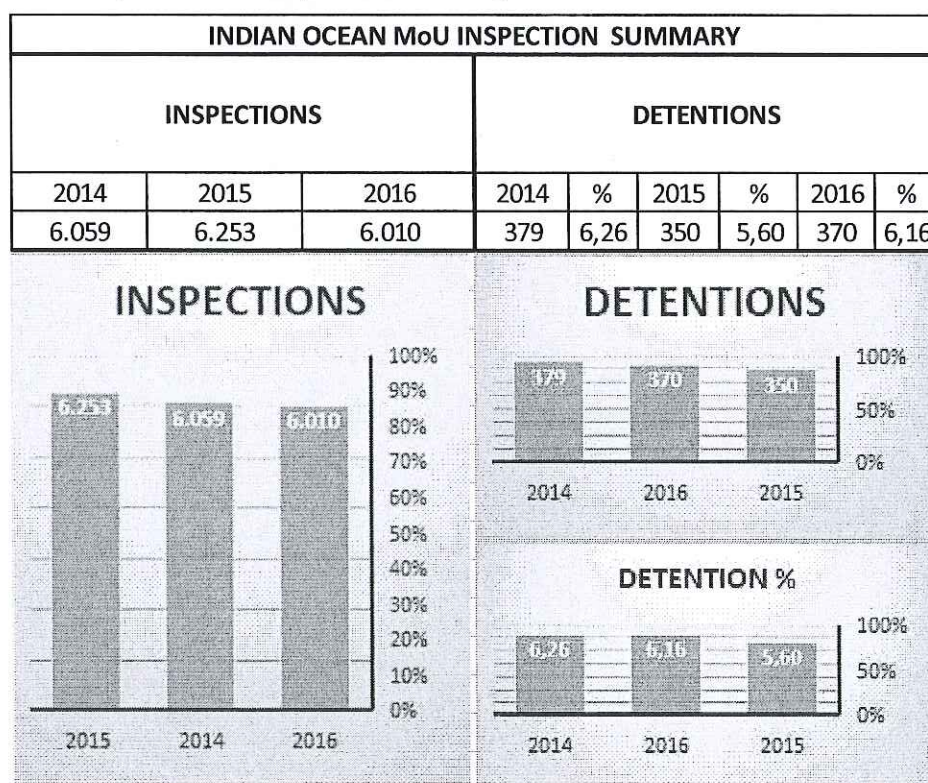 INDIAN OCEAN MoU INSPECTION SUMMARY
INSPECTIONS
DETENTIONS
2014 2015 2016 2014 % 2015 % 2016 %
6.059 6.253 6.010 379 6,26 350 5,60 370 6,16
INSPECTIONS
100%
90%
80%
70%
60%
50%
40%
30%
20%
10%
0%
6.253 6.059 6.010
2015 2014 2016
DETENTIONS
100%
50%
0%
379 370 350
2014 2016 2015
DETENTION %
100%
50%
0%
6,26 6,16 5,60
2014 2016 2015